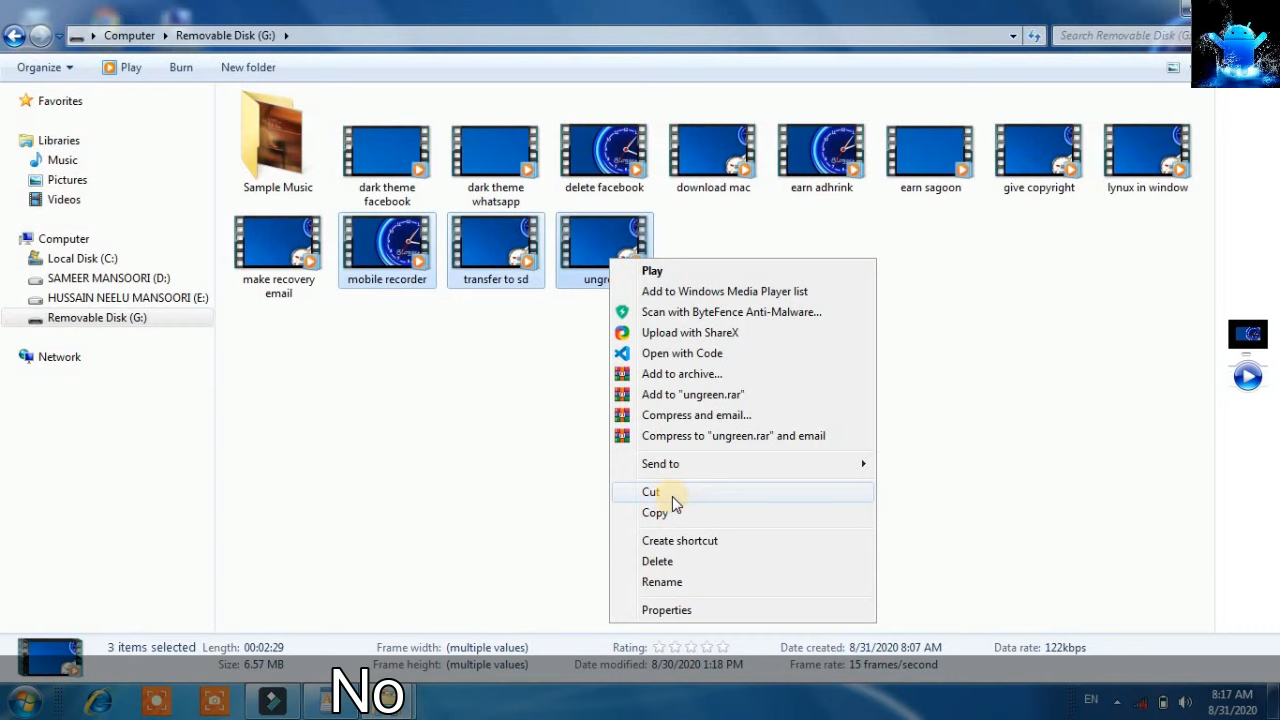 Computer
Removable Disk (G:)
Search Removable Disk (G:
Organize
Play
Burn
New folder
Favorites
Libraries
Music
Pictures
Videos
Computer
Local Disk (C:)
SAMEER MANSOORI (D:)
HUSSAIN NEELU MANSOORI (E:)
Removable Disk (G:)
Network
Sample Music
dark theme
facebook
dark theme
whatsapp
delete facebook
download mac
earn adhrink
earn sagoon
give copyright
lynux in window
make recovery
email
mobile recorder
transfer to sd
ungre
Play
Add to Windows Media Player list
Scan with ByteFence Anti-Malware...
Upload with ShareX
Open with Code
Add to archive...
Add to "ungreen.rar"
Compress and email...
Compress to "ungreen.rar" and email
Send to
Cut
Copy
Create shortcut
Delete
Rename
Properties
3 items selected
Length: 00:02:29
Size: 6.57 MB
Frame width: (multiple values)
Frame height: (multiple values)
Rating:
Date modified: 8/30/2020 1:18 PM
Date created: 8/31/2020 8:07 AM
Frame rate: 15 frames/second
Data rate: 122kbps
No
EN
8:17 AM
8/31/2020